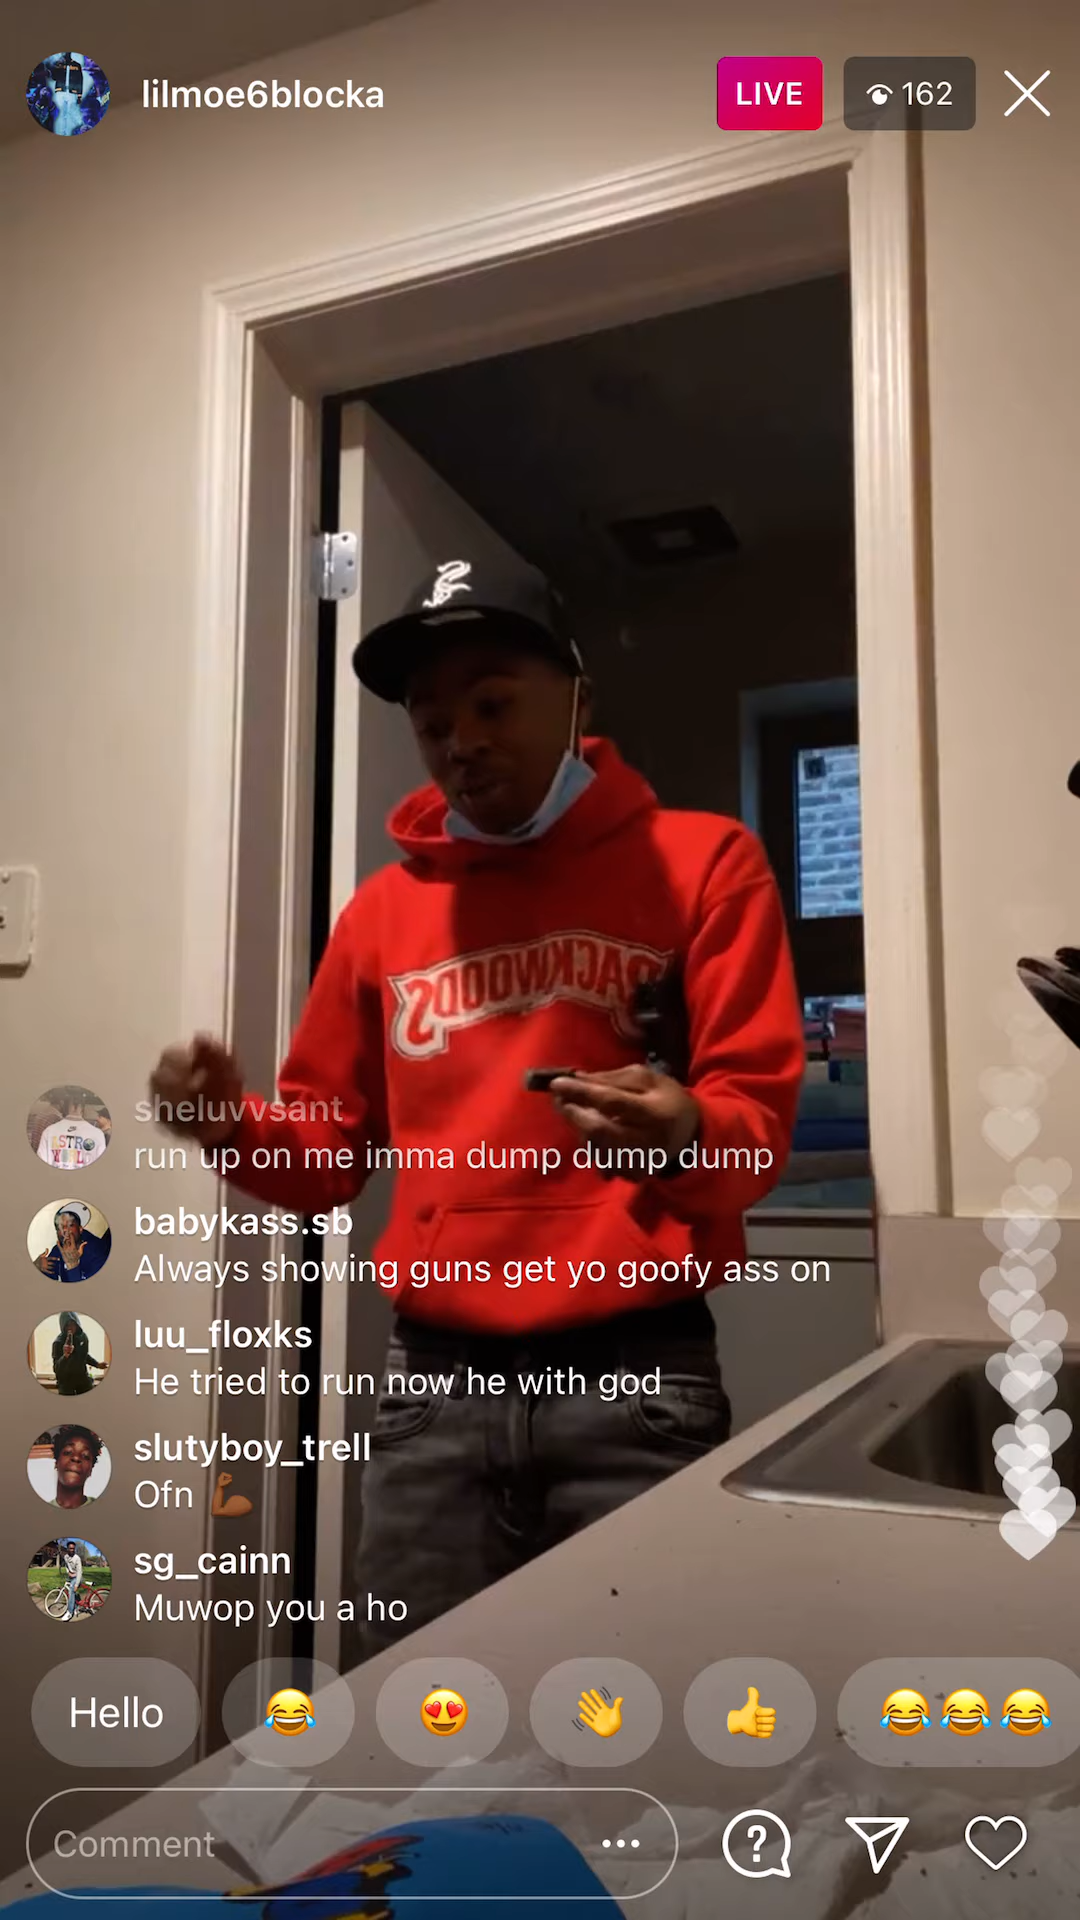 lilmoe6blocka
LIVE
162
BACKWOODS
sheluvvsant
run up on me imma dump dump dump
babykass.sb
Always showing guns get yo goofy ass on
luu_floxks
He tried to run now he with god
slutyboy_trell
Ofn 💪🏾
sg_cainn
Muwop you a ho
Hello 😂 😍 👋 👍 😂😂😂
Comment